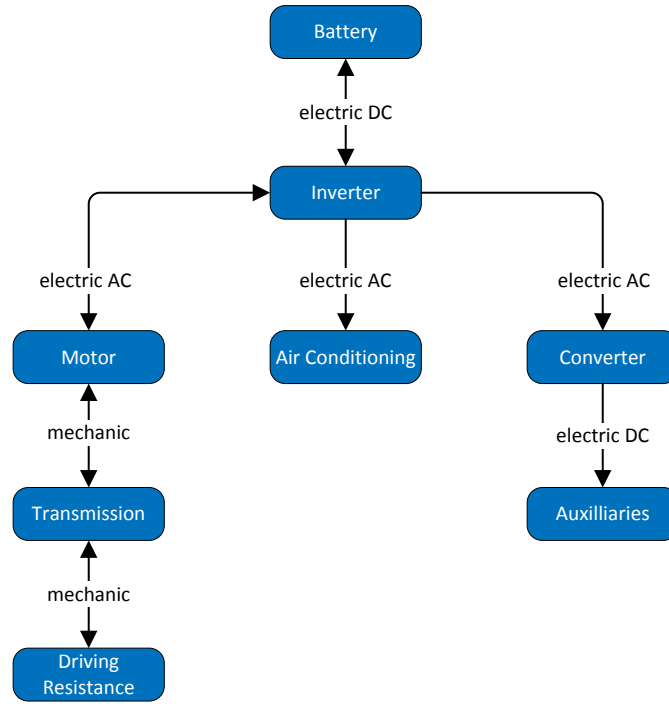 Battery
electric DC
Inverter
electric AC
electric AC
electric AC
Motor
Air Conditioning
Converter
mechanic
electric DC
Transmission
Auxilliaries
mechanic
Driving
Resistance